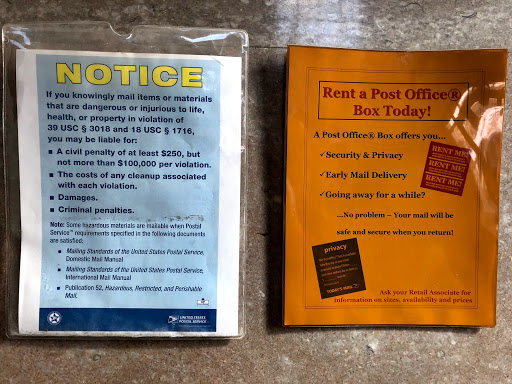 NOTICE
If you knowingly mail items or materials
that are dangerous or injurious to life,
health, or property in violation of
39 USC § 3018 and 18 USC § 1716,
you may be liable for:
■ A civil penalty of at least $250, but
not more than $100,000 per violation.
■ The costs of any cleanup associated
with each violation.
■ Damages.
■ Criminal penalties.
Note: Some hazardous materials are mailable when Postal
Service™ requirements specified in the following documents
are satisfied:
■ Mailing Standards of the United States Postal Service,
Domestic Mail Manual
■ Mailing Standards of the United States Postal Service,
International Mail Manual
■ Publication 52, Hazardous, Restricted, and Perishable
Mail.
UNITED STATES
POSTAL SERVICE
Rent a Post Office®
Box Today!
A Post Office® Box offers you...
✓Security & Privacy
✓Early Mail Delivery
✓Going away for a while?
RENT ME!
RENT ME!
RENT ME!
...No problem – Your mail will be
safe and secure when you return!
privacy
TODAY'S MAIL
Ask your Retail Associate for
information on sizes, availability and prices